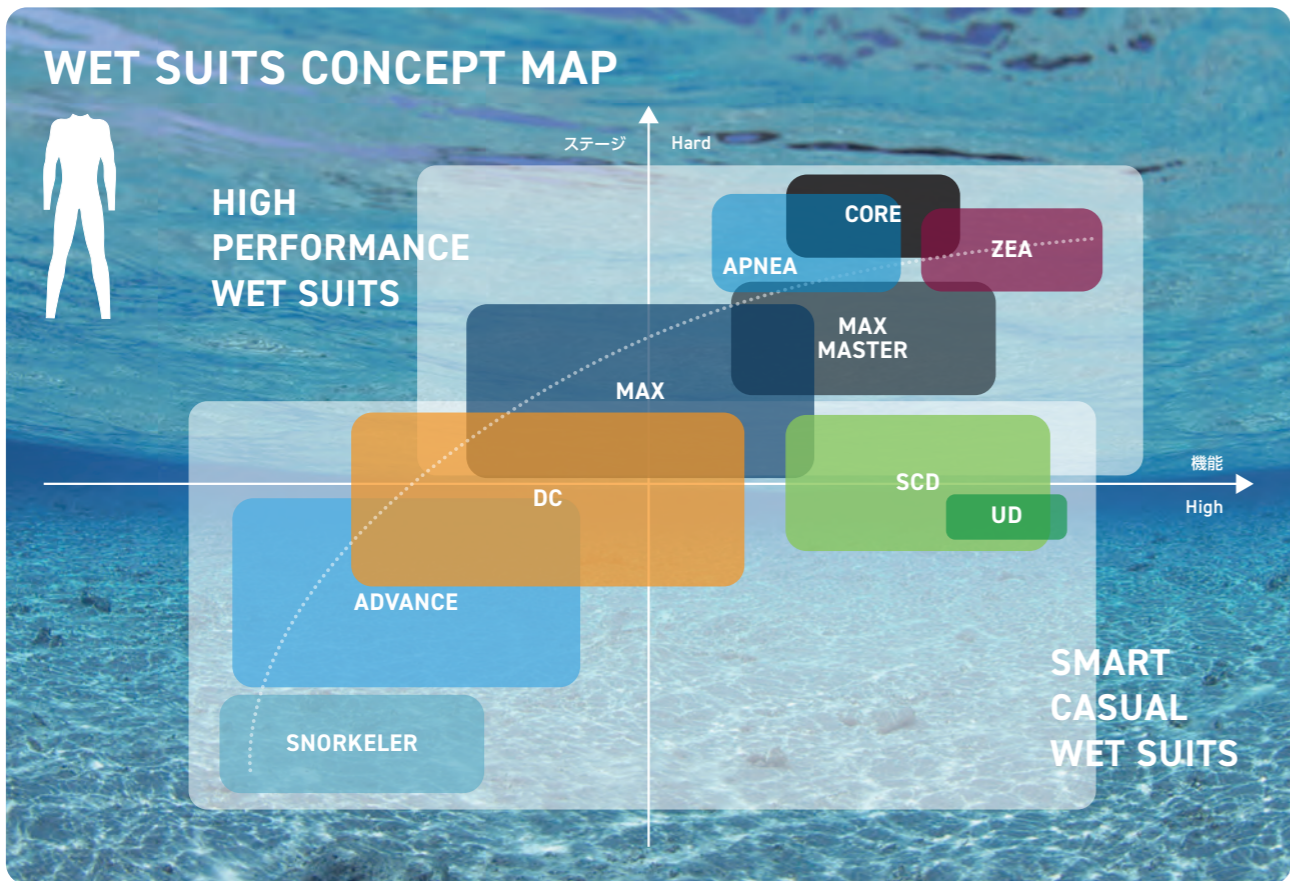 WET SUITS CONCEPT MAP
ステージ
Hard
HIGH
PERFORMANCE
WET SUITS
CORE
ZEA
APNEA
MAX
MASTER
MAX
機能
High
SCD
DC
UD
ADVANCE
SMART
CASUAL
WET SUITS
SNORKELER